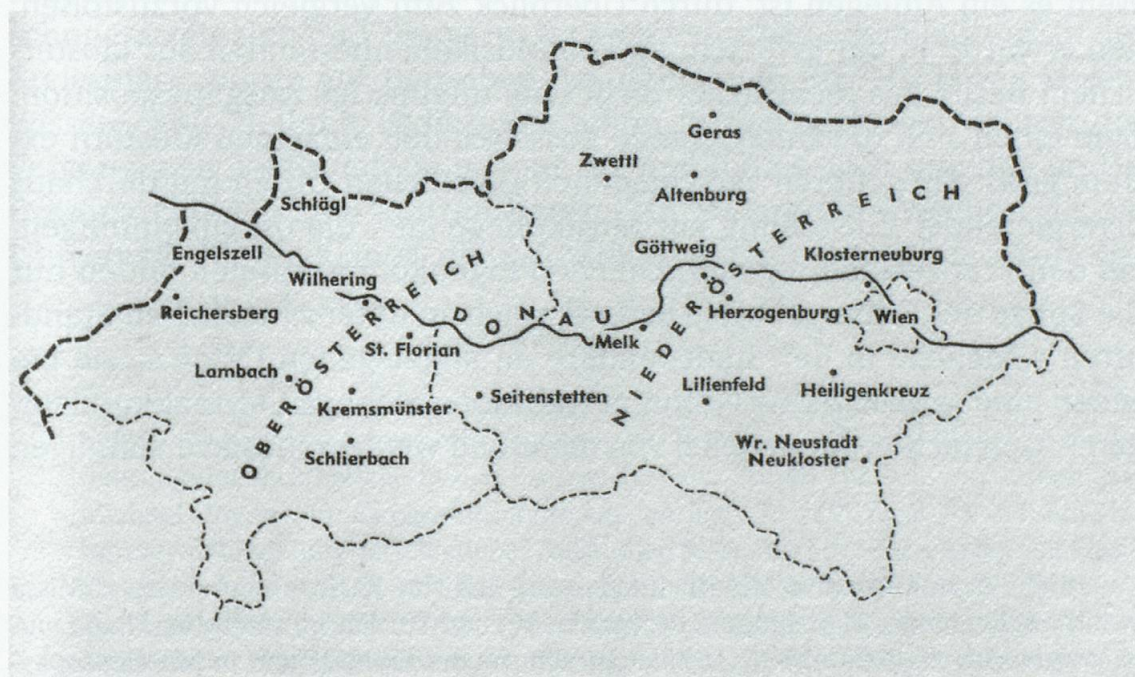 Geras
Zwettl
Altenburg
Schlägl
NIEDERÖSTERREICH
Göttweig
Klosterneuburg
Engelszell
Wilhering
OBERÖSTERREICH
DONAU
Reichersberg
Herzogenburg
Wien
St. Florian
Melk
Lambach
Kremsmünster
Seitenstetten
Lilienfeld
Heiligenkreuz
Schlierbach
Wr. Neustadt
Neukloster